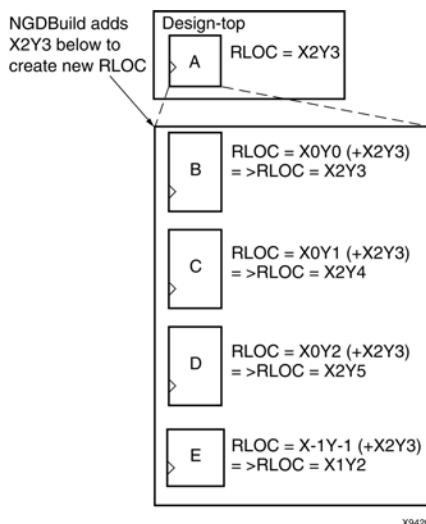 NGDBuild adds
X2Y3 below to
create new RLOC
Design-top
A
RLOC = X2Y3
B
RLOC = X0Y0 (+X2Y3)
= >RLOC = X2Y3
C
RLOC = X0Y1 (+X2Y3)
= >RLOC = X2Y4
D
RLOC = X0Y2 (+X2Y3)
= >RLOC = X2Y5
E
RLOC = X-1Y-1 (+X2Y3)
= >RLOC = X1Y2